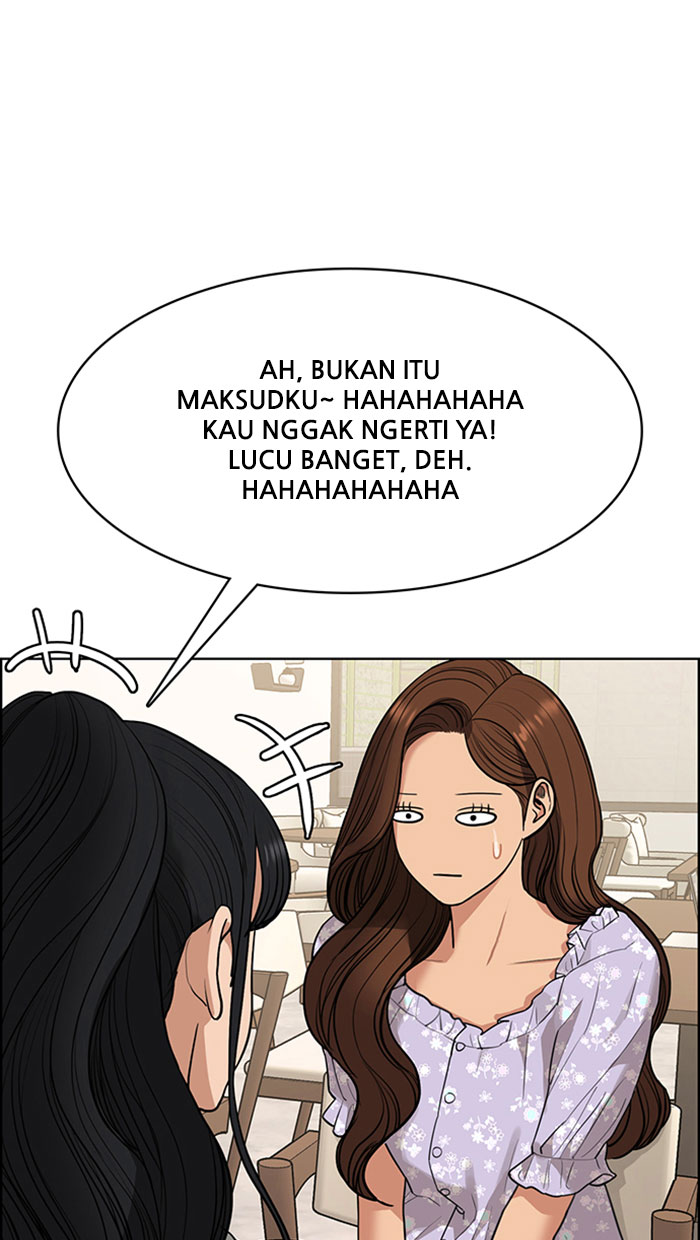 AH, BUKAN ITU
MAKSUDKU~ HAHAHAHAHA
KAU NGGAK NGERTI YA!
LUCU BANGET, DEH.
HAHAHAHAHAHA